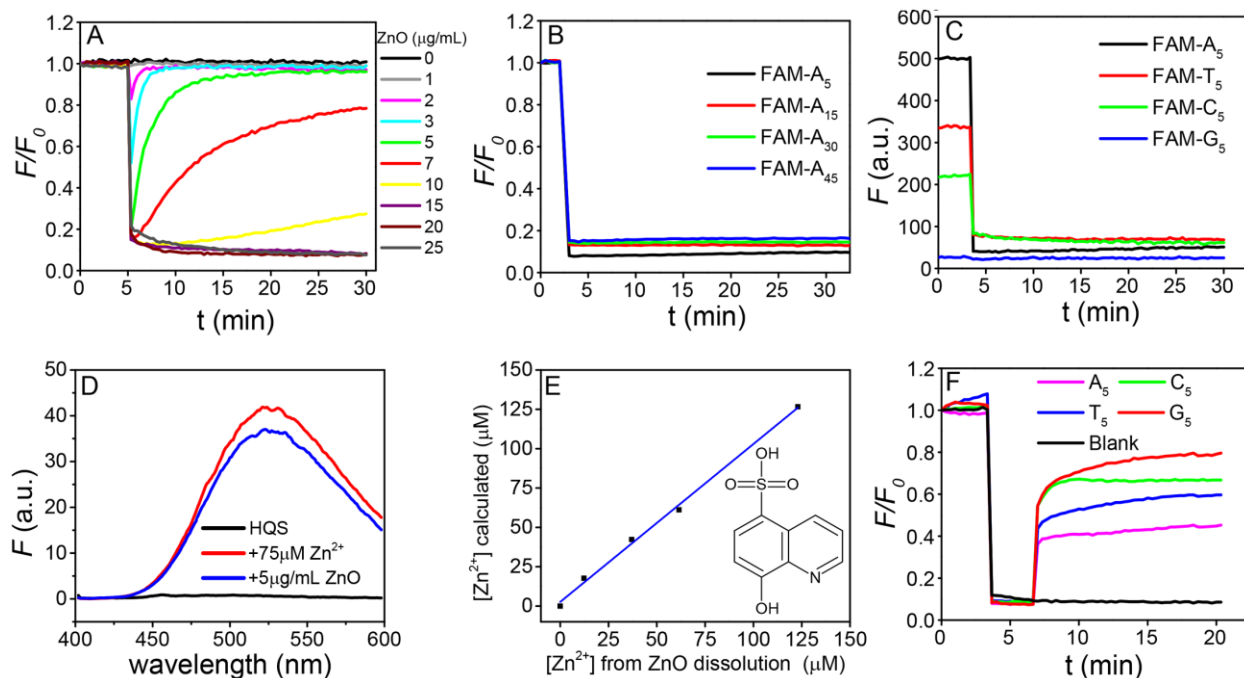 A
ZnO (μg/mL)
0
1
2
3
5
7
10
15
20
25
1.2
1.0
0.8
0.6
0.4
0.2
0.0
F/F₀
0 5 10 15 20 25 30
t (min)
B
FAM-A₅
FAM-A₁₅
FAM-A₃₀
FAM-A₄₅
1.2
1.0
0.8
0.6
0.4
0.2
0.0
F/F₀
0 5 10 15 20 25 30
t (min)
C
FAM-A₅
FAM-T₅
FAM-C₅
FAM-G₅
600
500
400
300
200
100
0
F (a.u.)
0 5 10 15 20 25 30
t (min)
D
HQS
+75μM Zn²⁺
+5μg/mL ZnO
50
40
30
20
10
0
F (a.u.)
400 450 500 550 600
wavelength (nm)
E
150
125
100
75
50
25
0
[Zn²⁺] calculated (μM)
OH
O=S=O
N
OH
0 25 50 75 100 125 150
[Zn²⁺] from ZnO dissolution (μM)
F
A₅ C₅
T₅ G₅
Blank
1.2
1.0
0.8
0.6
0.4
0.2
0.0
F/F₀
0 5 10 15 20
t (min)